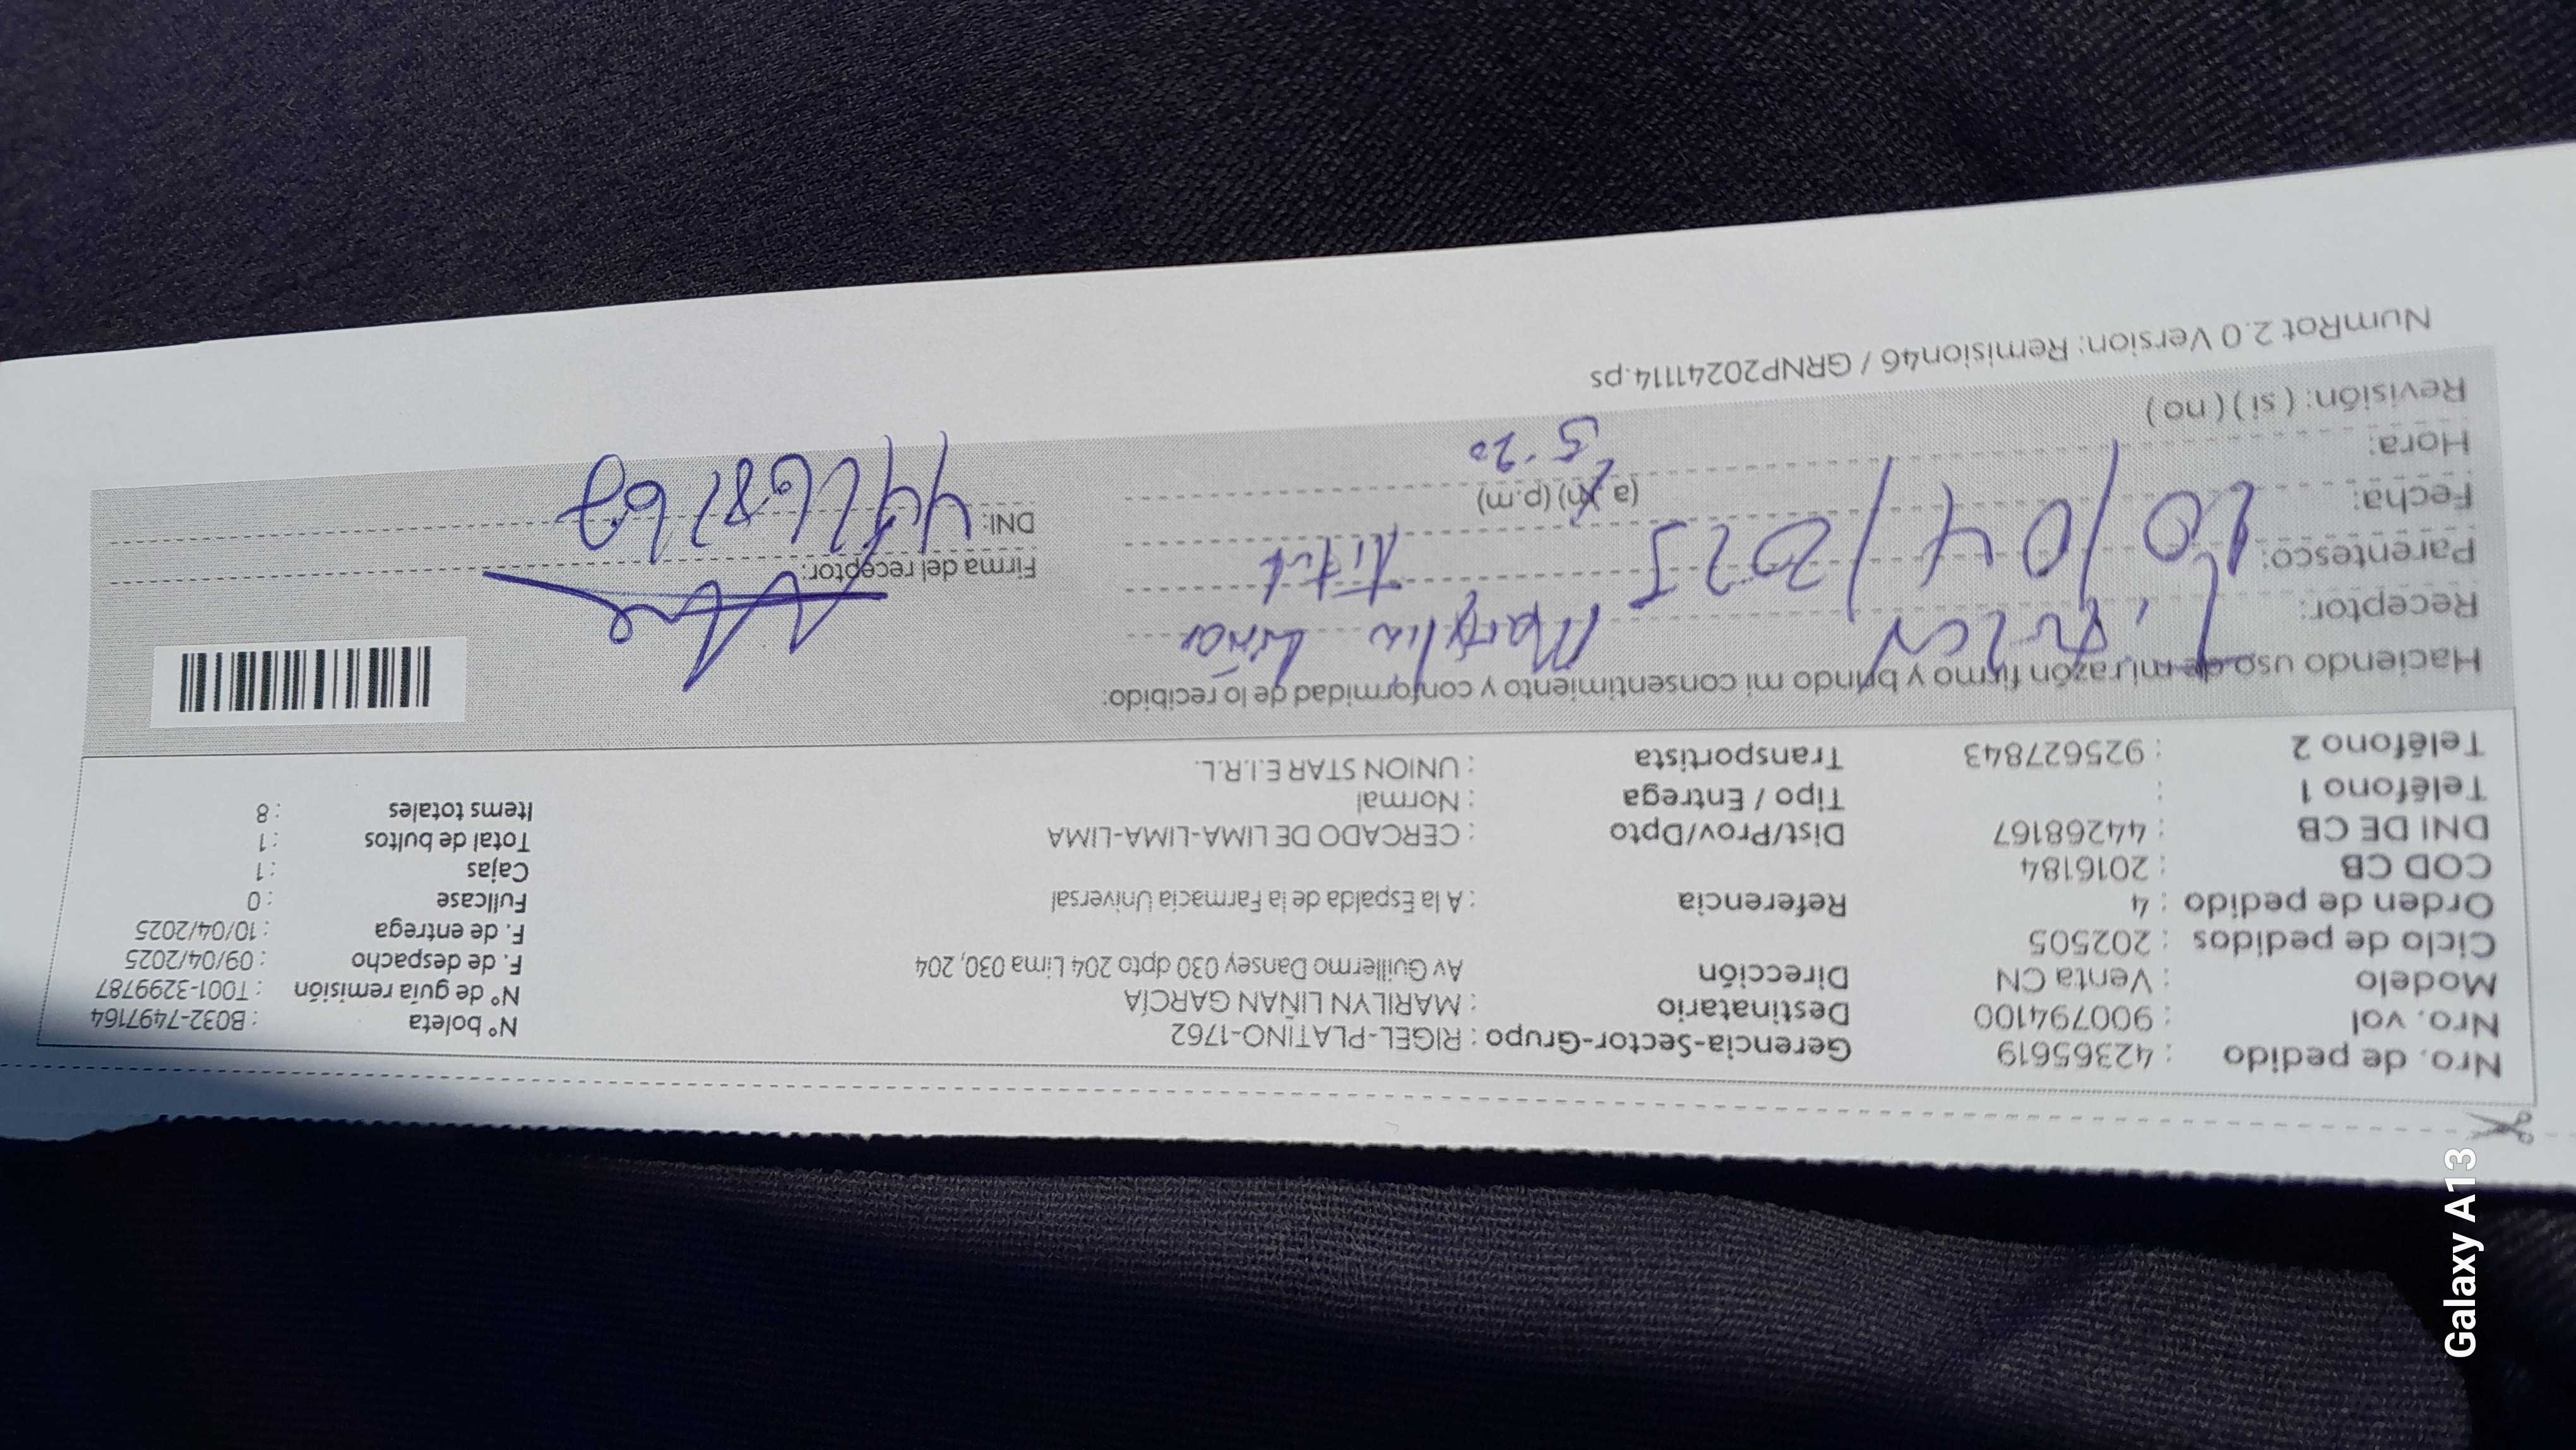 Nro. de pedido : 42365619 Gerencia-Sector-Grupo : RIGEL-PLATINO-1762 N° boleta : B032-7497164
Nro. vol : 900794100 Destinatario : MARILYN LIÑAN GARCÍA N° de guía remisión : T001-3299787
Modelo : Venta CN Dirección Av Guillermo Dansey 030 dpto 204 Lima 030, 204 F. de despacho : 09/04/2025
Ciclo de pedidos : 202505 F. de entrega : 10/04/2025
Orden de pedido : 4 Referencia : A la Espalda de la Farmacia Universal Fullcase : 0
COD CB : 2016184 Cajas : 1
DNI DE CB : 44268167 Dist/Prov/Dpto : CERCADO DE LIMA-LIMA-LIMA Total de bultos : 1
Teléfono 1 : Tipo / Entrega : Normal Items totales : 8
Teléfono 2 : 925627843 Transportista : UNION STAR E.I.R.L.
Haciendo uso de mi razón firmo y brindo mi consentimiento y conformidad de lo recibido:
Receptor: Marylin Liña
Parentesco: titul Firma del receptor:
Fecha: 10/04/2025 DNI: 44268167
Hora: (a.m) (p.m) 5:20
Revisión: ( si ) ( no )
NumRot 2.0 Version: Remision46 / GRNP20241114.ps
Galaxy A13